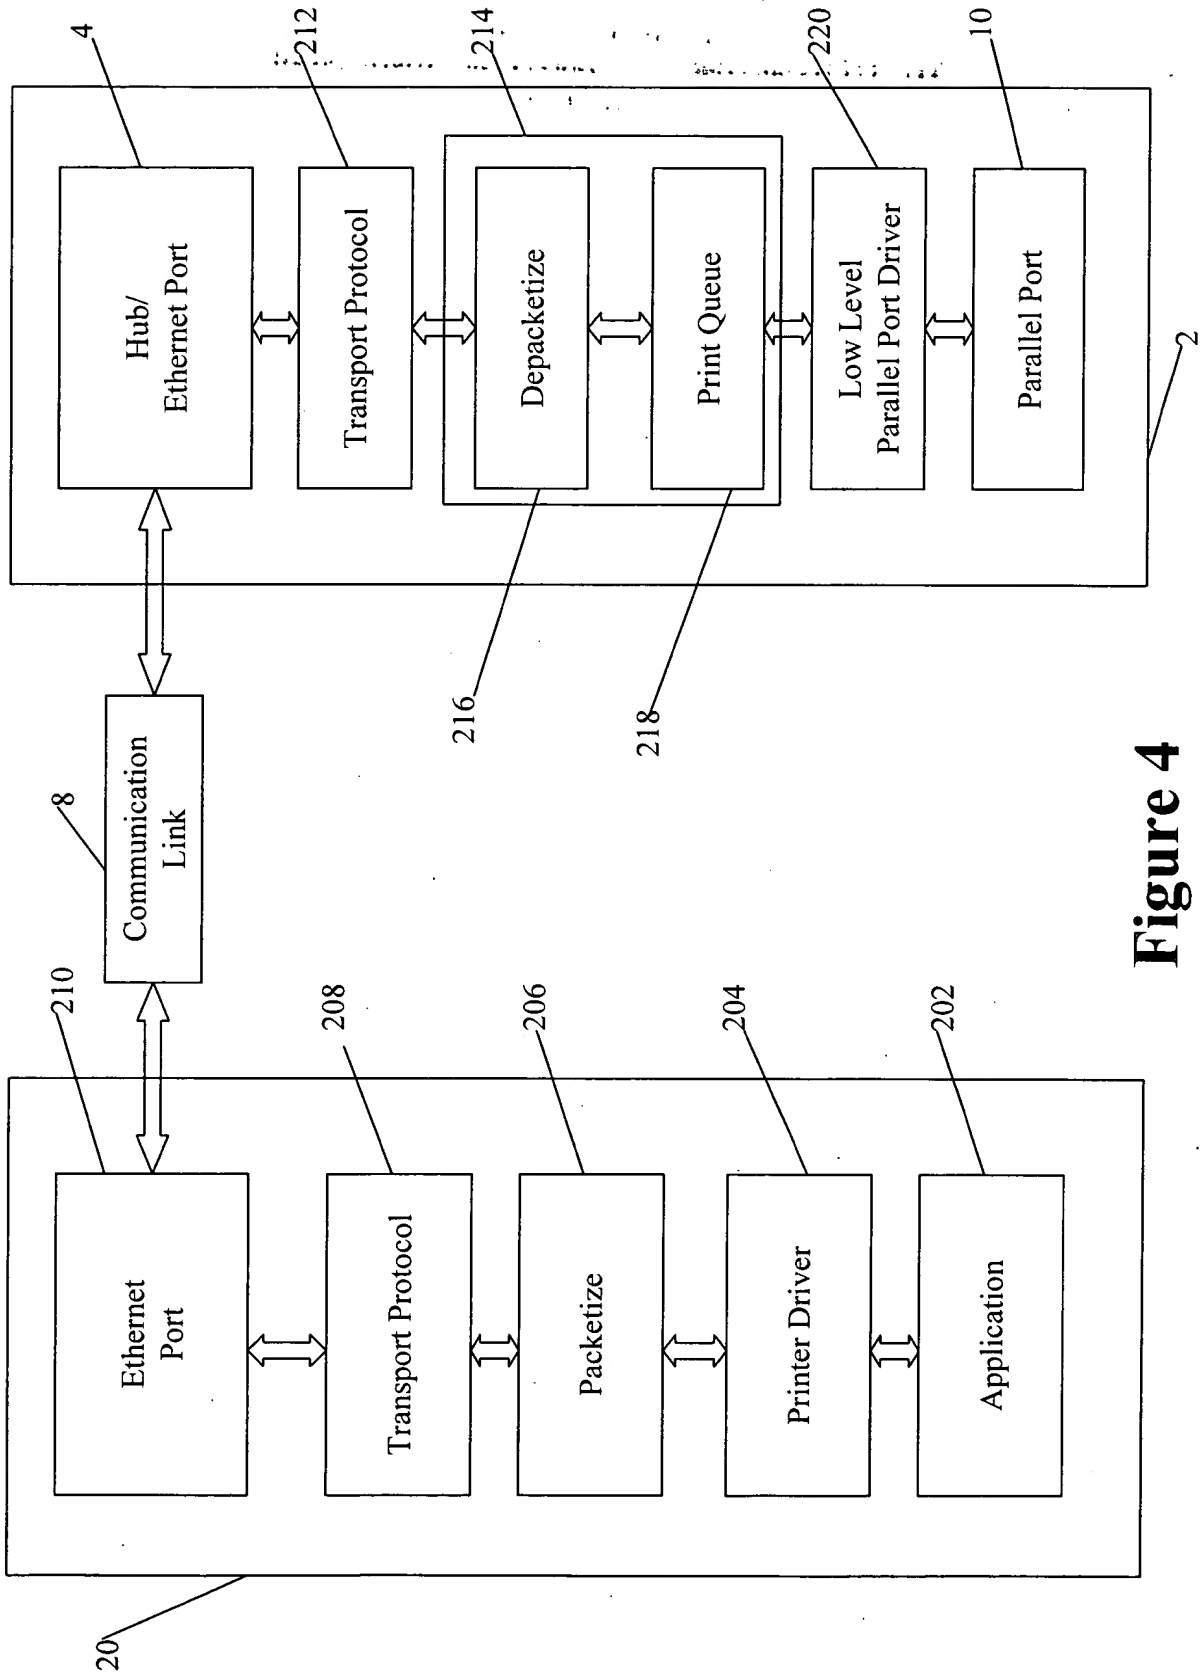 20
210
Ethernet
Port
208
Transport Protocol
206
Packetize
204
Printer Driver
202
Application
8
Communication
Link
4
Hub/
Ethernet Port
212
Transport Protocol
214
216
Depacketize
218
Print Queue
220
Low Level
Parallel Port Driver
10
Parallel Port
2
Figure 4